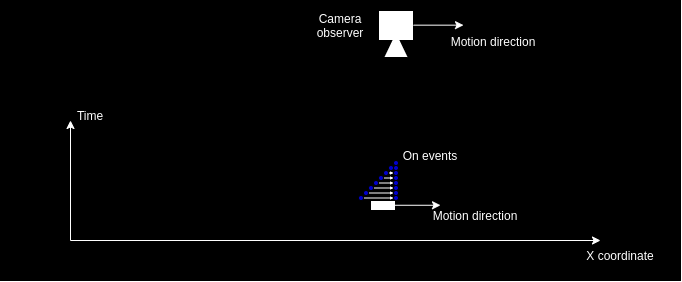 Camera
observer
Motion direction
Time
On events
Motion direction
X coordinate